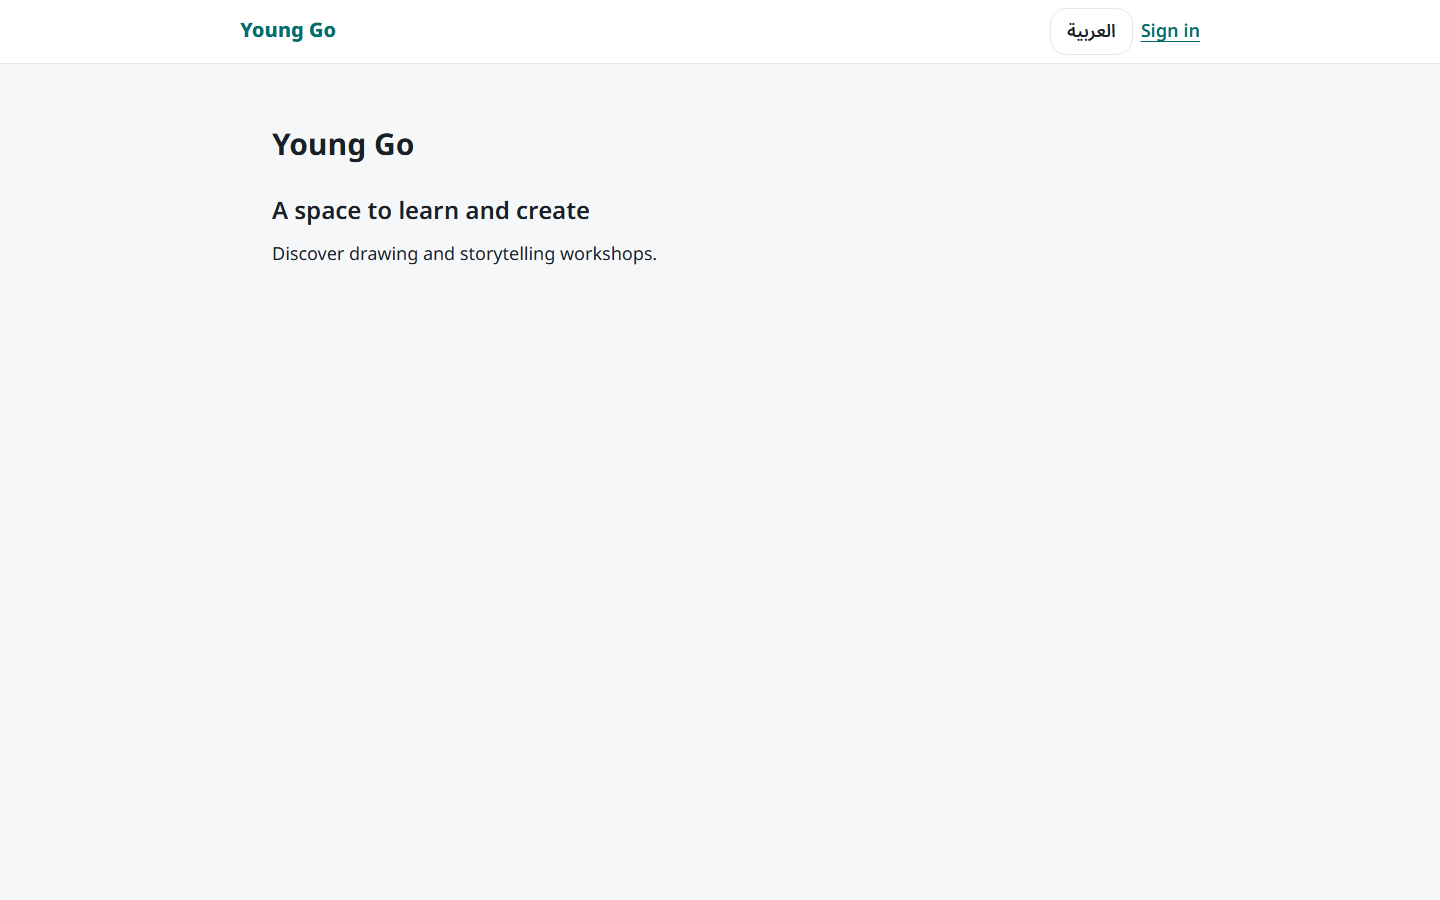 Young Go
العربية
Sign in
Young Go
A space to learn and create
Discover drawing and storytelling workshops.